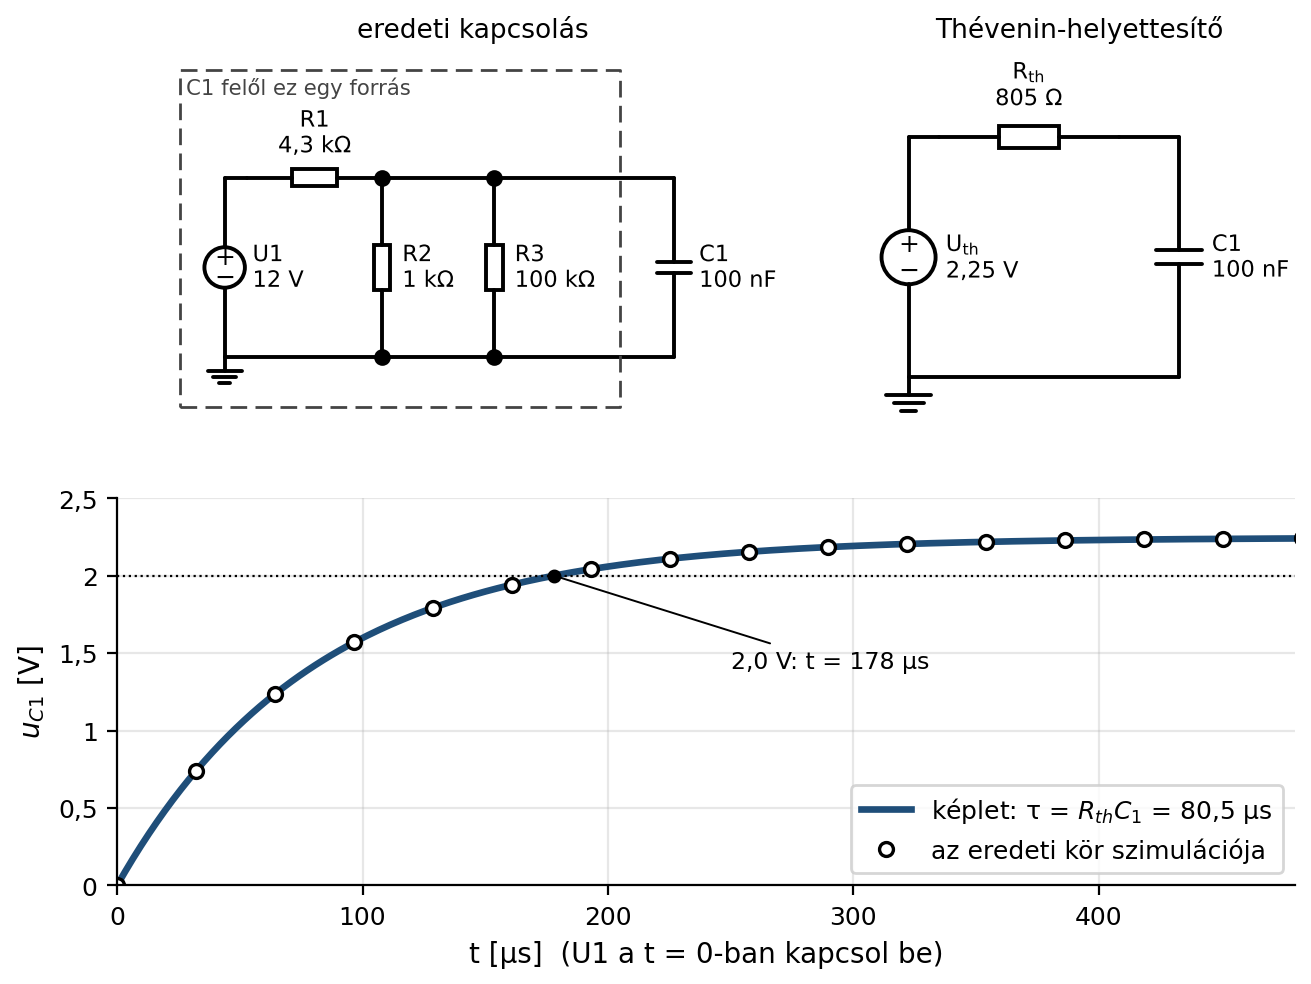 eredeti kapcsolás
Thévenin-helyettesítő
C1 felől ez egy forrás
R1
4,3 kΩ
+
−
U1
12 V
R2
1 kΩ
R3
100 kΩ
C1
100 nF
Rth
805 Ω
+
−
Uth
2,25 V
C1
100 nF
2,5
2
1,5
1
0,5
0
uC1 [V]
2,0 V: t = 178 µs
képlet: τ = RthC1 = 80,5 µs
az eredeti kör szimulációja
0
100
200
300
400
t [µs]  (U1 a t = 0-ban kapcsol be)